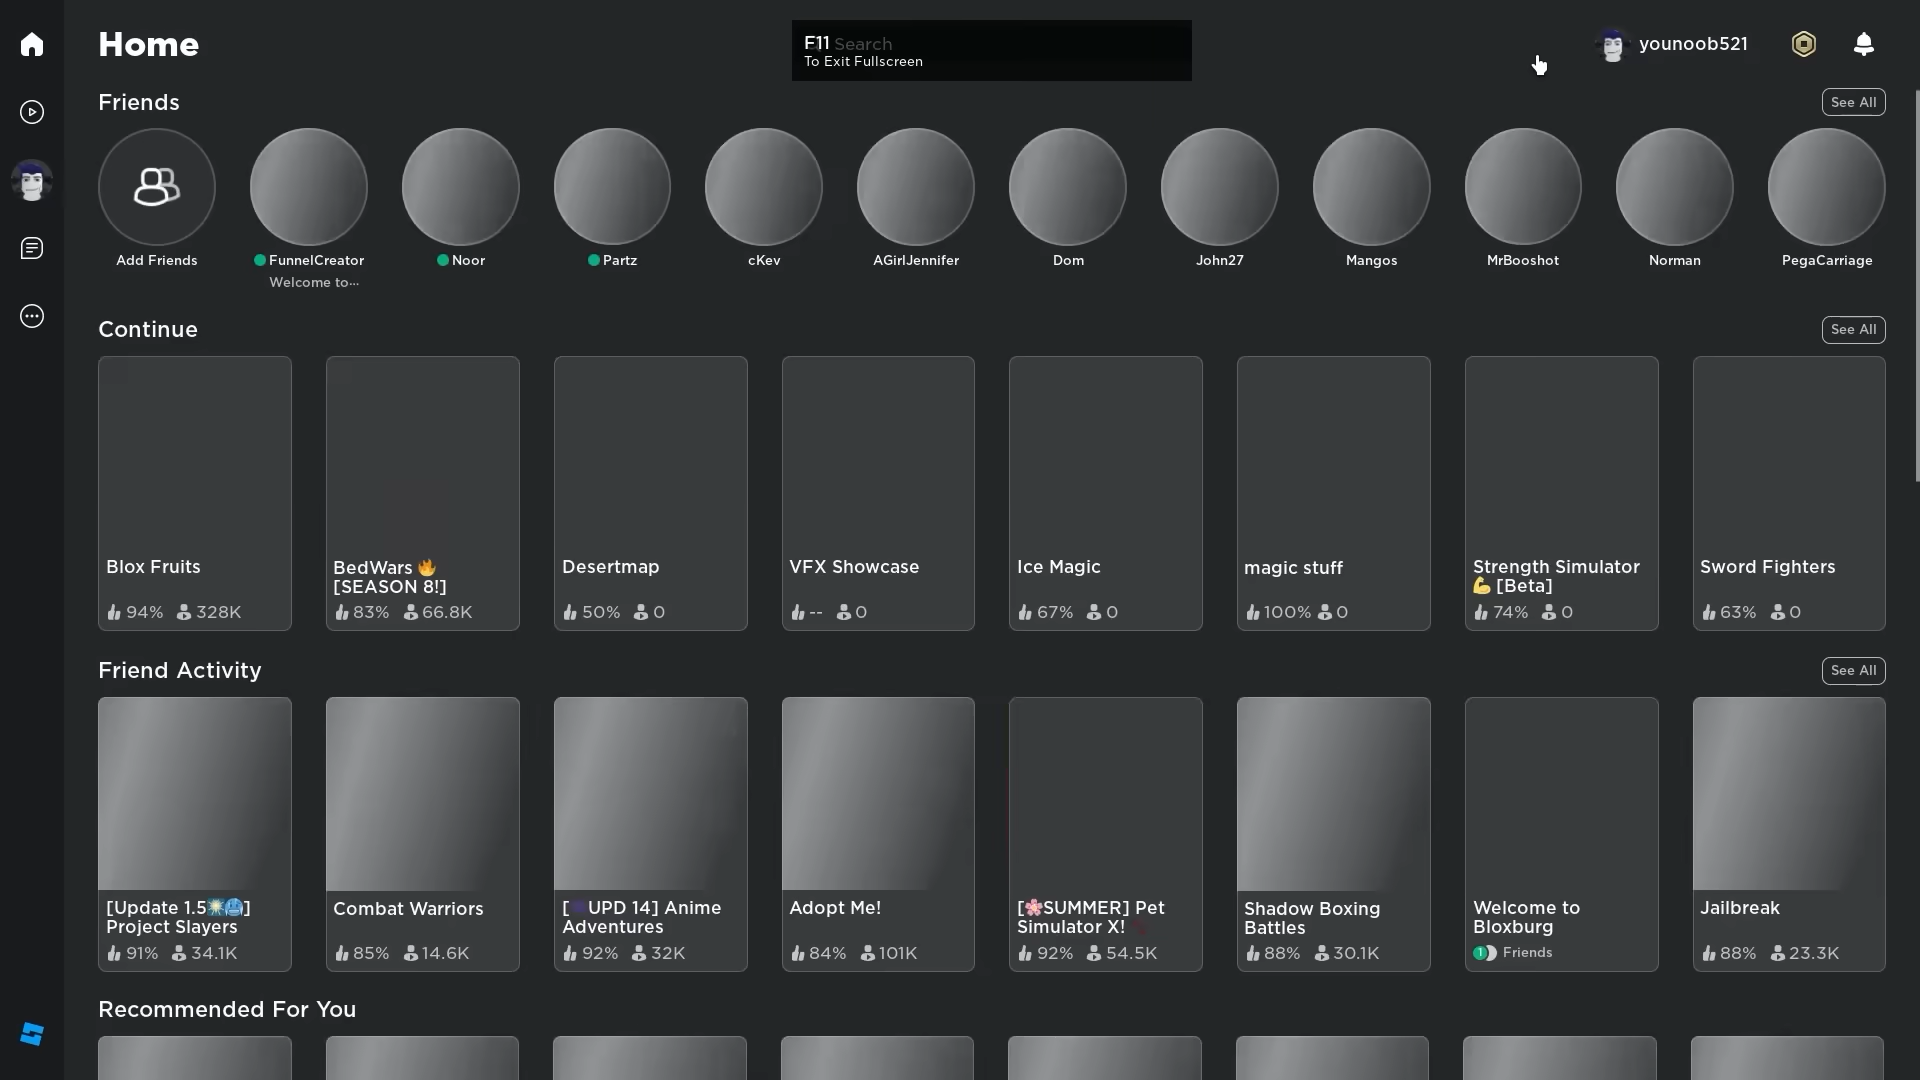 Home
F11 Search
To Exit Fullscreen
younoob521
Friends
See All
Add Friends
FunnelCreator
Noor
Partz
cKev
AGirlJennifer
Dom
John27
Mangos
MrBooshot
Norman
PegaCarriage
Welcome to...
Continue
See All
Blox Fruits
94% 328K
BedWars 🔥
[SEASON 8!]
83% 66.8K
Desertmap
50% 0
VFX Showcase
-- 0
Ice Magic
67% 0
magic stuff
100% 0
Strength Simulator
💪 [Beta]
74% 0
Sword Fighters
63% 0
Friend Activity
See All
[Update 1.5☀️🥶]
Project Slayers
91% 34.1K
Combat Warriors
85% 14.6K
[ UPD 14] Anime
Adventures
92% 32K
Adopt Me!
84% 101K
[🌸SUMMER] Pet
Simulator X!
92% 54.5K
Shadow Boxing
Battles
88% 30.1K
Welcome to
Bloxburg
1 Friends
Jailbreak
88% 23.3K
Recommended For You